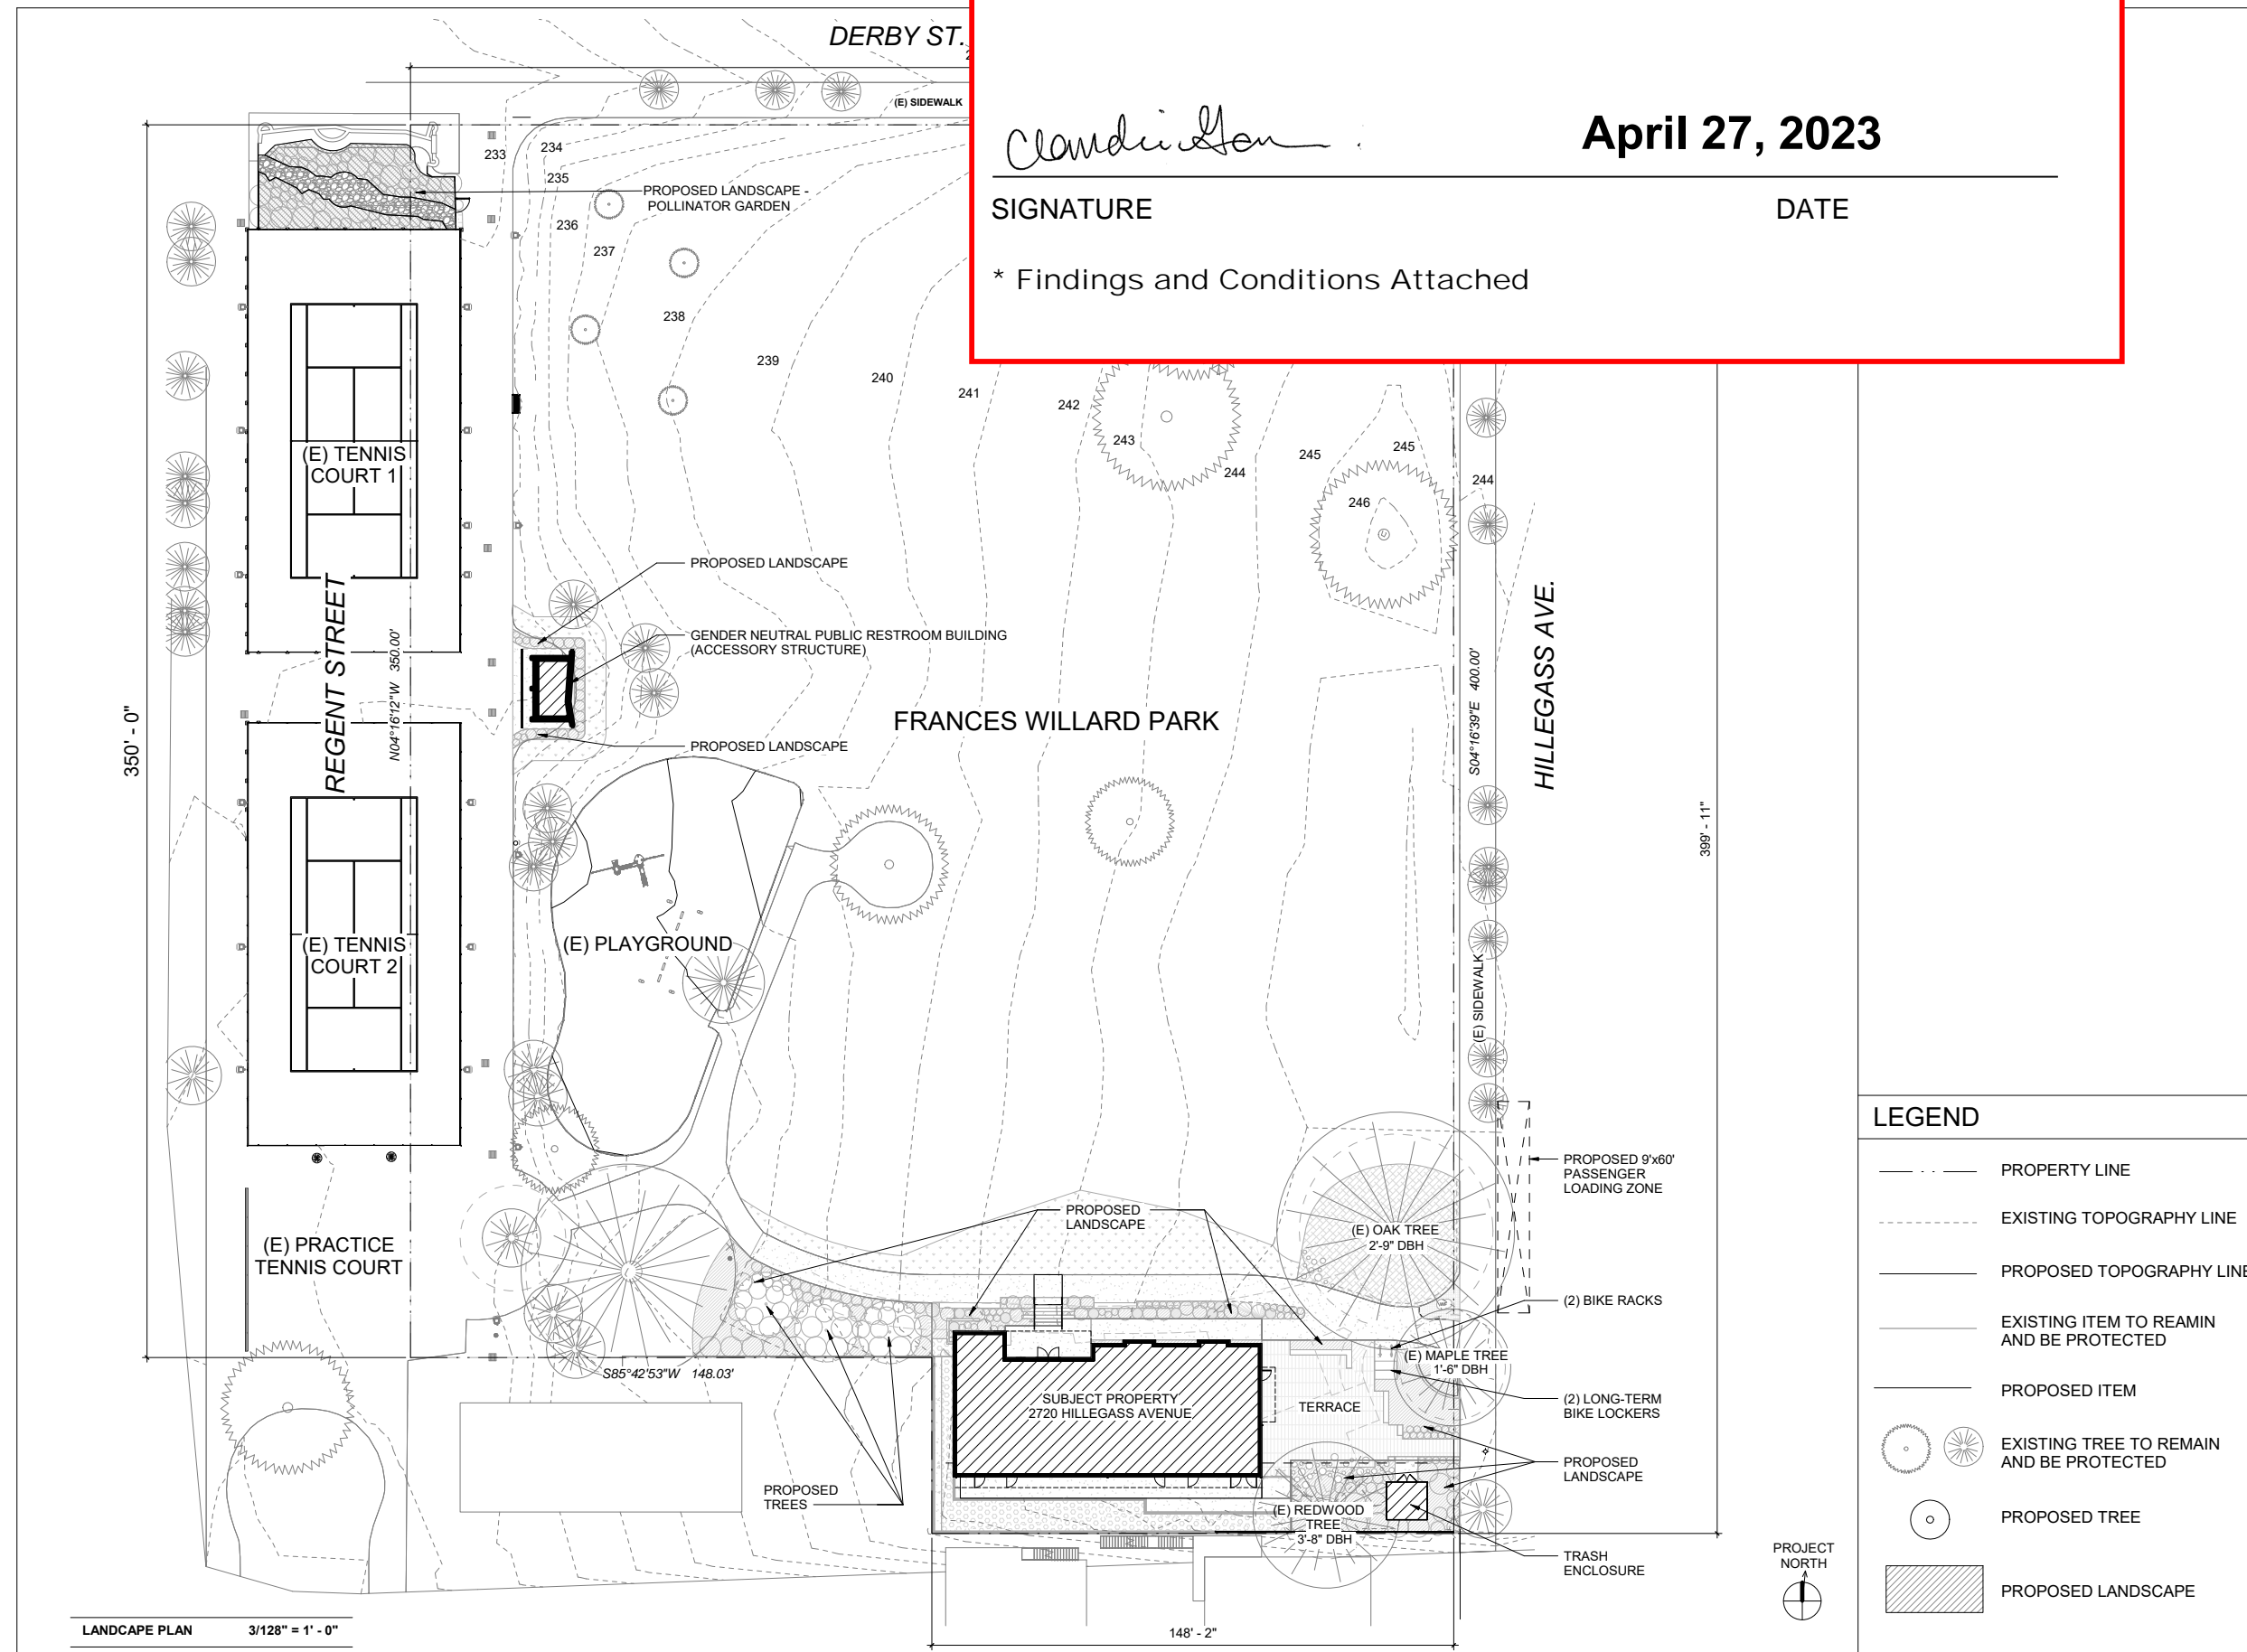 DERBY ST.
(E) SIDEWALK
April 27, 2023
SIGNATURE
DATE
* Findings and Conditions Attached
233
234
235
236
237
238
239
240
241
242
243
244
245
245
246
244
PROPOSED LANDSCAPE -
POLLINATOR GARDEN
(E) TENNIS
COURT 1
REGENT STREET
N04°16'12"W 350.00'
350' - 0"
PROPOSED LANDSCAPE
GENDER NEUTRAL PUBLIC RESTROOM BUILDING
(ACCESSORY STRUCTURE)
PROPOSED LANDSCAPE
FRANCES WILLARD PARK
S04°16'39"E 400.00'
HILLEGASS AVE.
399' - 11"
(E) TENNIS
COURT 2
(E) PLAYGROUND
(E) SIDEWALK
(E) PRACTICE
TENNIS COURT
PROPOSED
LANDSCAPE
(E) OAK TREE
2'-9" DBH
PROPOSED 9'x60'
PASSENGER
LOADING ZONE
(2) BIKE RACKS
(E) MAPLE TREE
1'-6" DBH
S85°42'53"W 148.03'
SUBJECT PROPERTY
2720 HILLEGASS AVENUE
TERRACE
(2) LONG-TERM
BIKE LOCKERS
PROPOSED
LANDSCAPE
PROPOSED
TREES
(E) REDWOOD
TREE
3'-8" DBH
TRASH
ENCLOSURE
148' - 2"
PROJECT
NORTH
LANDCAPE PLAN 3/128" = 1' - 0"
LEGEND
PROPERTY LINE
EXISTING TOPOGRAPHY LINE
PROPOSED TOPOGRAPHY LINE
EXISTING ITEM TO REAMIN
AND BE PROTECTED
PROPOSED ITEM
EXISTING TREE TO REMAIN
AND BE PROTECTED
PROPOSED TREE
PROPOSED LANDSCAPE